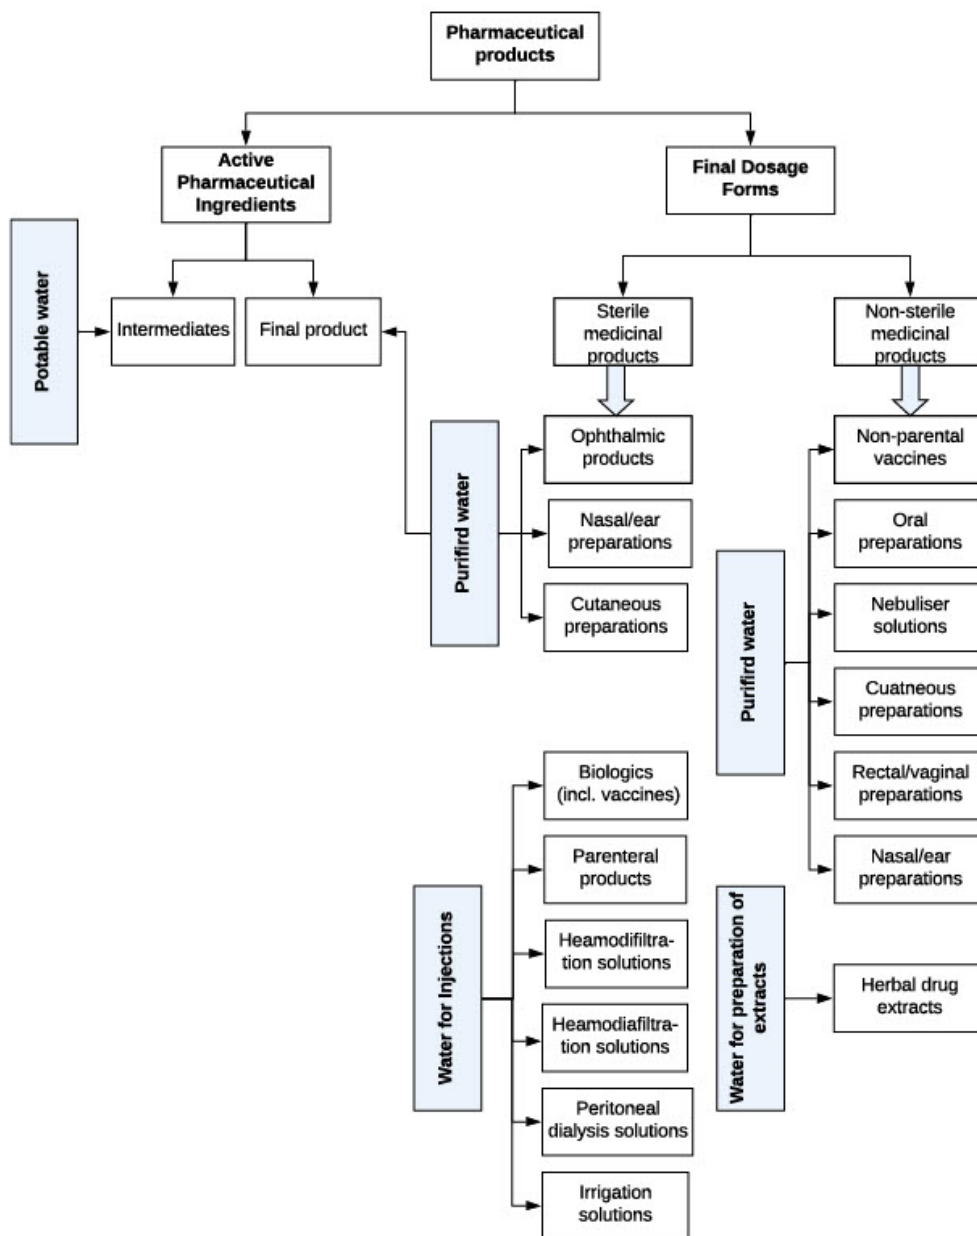 Pharmaceutical
products
Active
Pharmaceutical
Ingredients
Final Dosage
Forms
Potable water
Intermediates
Final product
Sterile
medicinal
products
Non-sterile
medicinal
products
Purifird water
Ophthalmic
products
Nasal/ear
preparations
Cutaneous
preparations
Purifird water
Non-parental
vaccines
Oral
preparations
Nebuliser
solutions
Cuatneous
preparations
Rectal/vaginal
preparations
Nasal/ear
preparations
Water for Injections
Biologics
(incl. vaccines)
Parenteral
products
Heamodifiltra-
tion solutions
Heamodiafiltra-
tion solutions
Peritoneal
dialysis solutions
Irrigation
solutions
Water for preparation of
extracts
Herbal drug
extracts